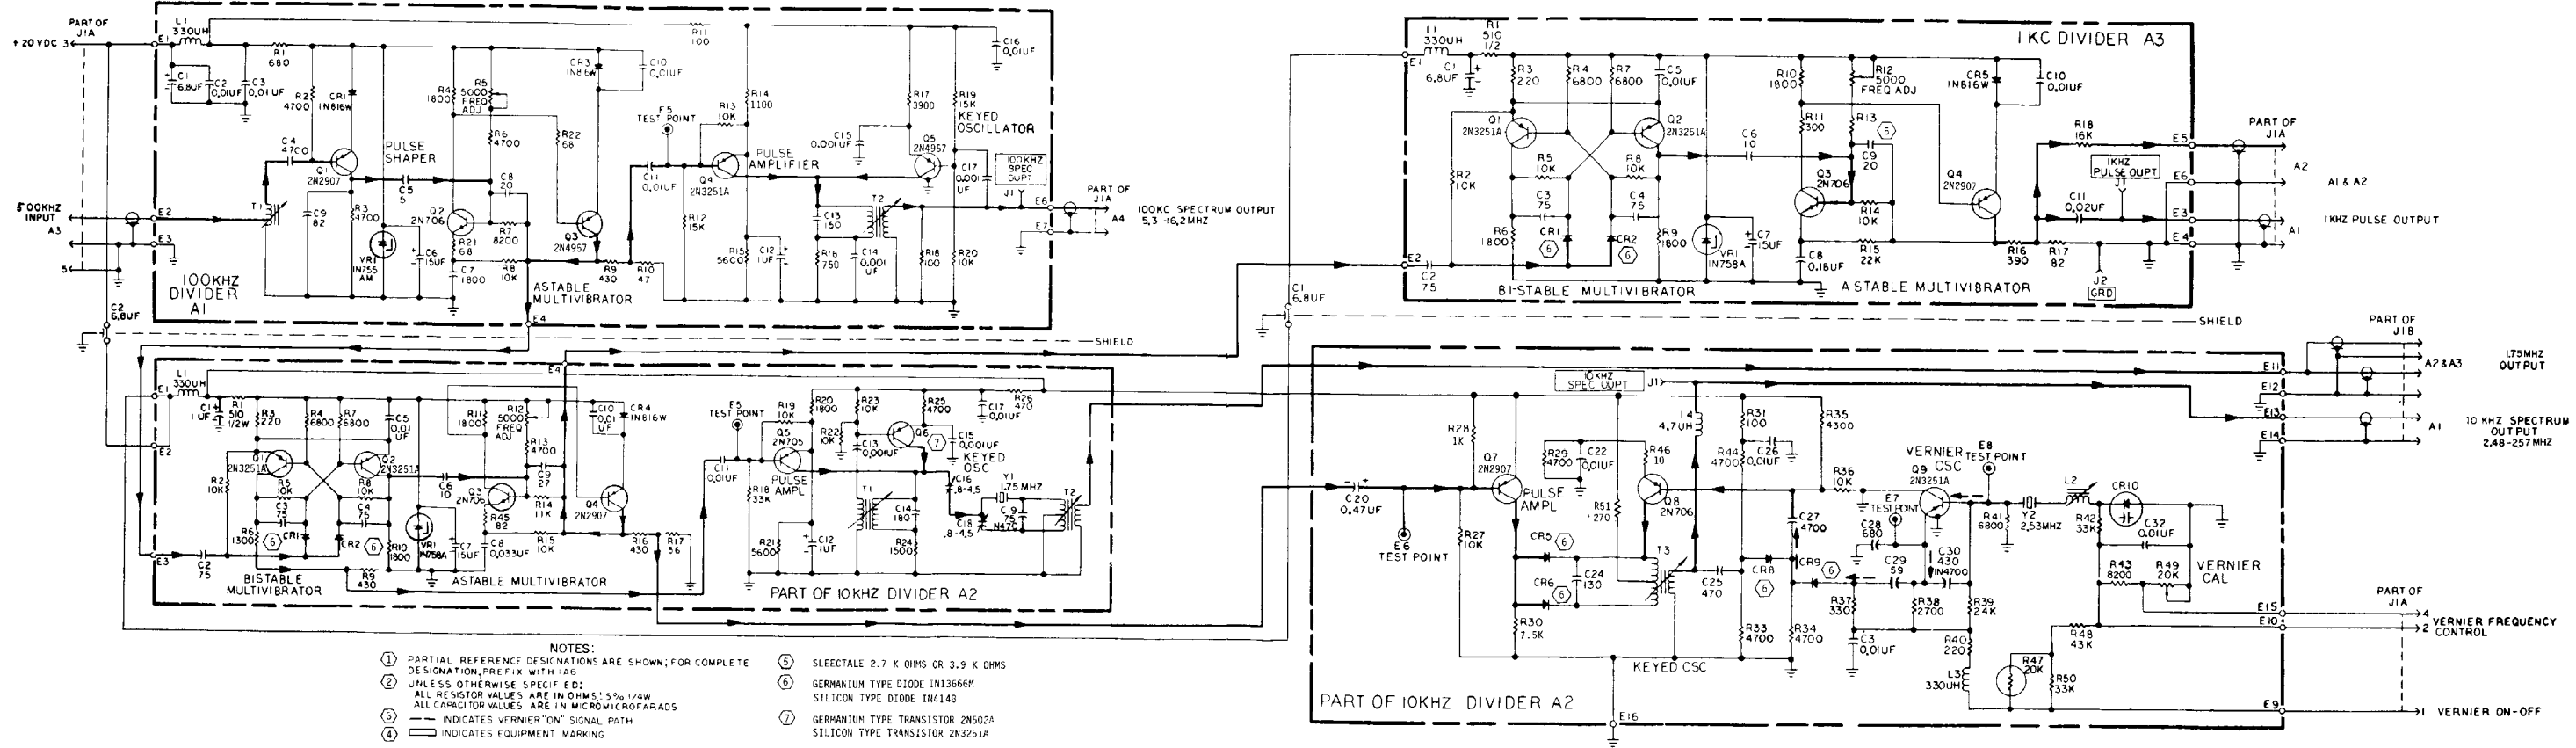 PART OF
J1A
+20 VDC 3
L1
330UH
E1
R1
680
C1
6.8UF
C2
0.01UF
C3
0.01UF
R2
4700
CR1
1N816W
R11
100
CR3
1N816W
C10
0.01UF
R4
1800
R5
5000
FREQ
ADJ
C16
0.01UF
R14
1100
R13
10K
E5
TEST POINT
R17
3900
R19
15K
KEYED
OSCILLATOR
C4
4700
PULSE
SHAPER
Q1
2N2907
C5
5
R6
4700
R22
68
C8
20
Q2
2N706
R7
8200
Q3
2N4957
C11
0.01UF
PULSE
AMPLIFIER
Q4
2N3251A
C15
0.001UF
Q5
2N4957
C17
0.001
UF
100KHZ
SPEC
OUPT
J1
E6
E7
PART OF
J1A
A4
100KC SPECTRUM OUTPUT
15.3-16.2MHZ
500KHZ
INPUT
A3
E2
E3
5
T1
C9
82
R3
4700
VR1
1N755
AM
C6
15UF
R21
68
C7
1800
R8
10K
R9
430
R10
47
R12
15K
R15
5600
C12
1UF
C13
150
R16
750
C14
0.001
UF
T2
R18
100
R20
10K
100KHZ
DIVIDER
A1
ASTABLE
MULTIVIBRATOR
E4
C2
6.8UF
SHIELD
1KC DIVIDER A3
L1
330UH
R1
510
1/2
E1
C1
6.8UF
R3
220
R4
6800
R7
6800
C5
0.01UF
R10
1800
R12
5000
FREQ ADJ
CR5
1N816W
C10
0.01UF
Q1
2N3251A
Q2
2N3251A
C6
10
R11
300
R13
5
C9
20
R2
10K
R5
10K
R8
10K
C3
75
C4
75
Q3
2N706
R14
10K
Q4
2N2907
R18
16K
1KHZ
PULSE OUPT
J1
C11
0.02UF
E5
E6
E3
E4
PART OF
J1A
A2
A1 & A2
1KHZ PULSE OUTPUT
A1
R6
1800
CR1
6
CR2
6
R9
1800
VR1
1N758A
C7
15UF
C8
0.18UF
R15
22K
R16
390
R17
82
J2
GRD
E2
C2
75
BI-STABLE MULTIVIBRATOR
ASTABLE MULTIVIBRATOR
C1
6.8UF
SHIELD
PART OF
J1B
E4
E1
L1
330UH
C1
1UF
R1
510
1/2W
R3
220
R4
6800
R7
6800
C5
0.01
UF
R11
1800
R12
5000
FREQ
ADJ
C10
0.01
UF
CR4
1N816W
R13
4700
E2
Q1
2N3251A
Q2
2N3251A
R2
10K
R5
10K
R8
10K
C3
75
C4
75
C6
10
Q3
2N706
C9
27
R14
11K
Q4
2N2907
R45
82
R6
1300
6
CR1
CR2
6
R10
1800
VR1
1N758A
C7
15UF
C8
0.033UF
R15
10K
R16
430
R17
56
E3
C2
75
R9
430
BISTABLE
MULTIVIBRATOR
ASTABLE MULTIVIBRATOR
E5
TEST POINT
R19
10K
R20
1800
R23
10K
R25
4700
R26
470
C17
0.01UF
Q5
2N705
R22
10K
C13
0.001UF
Q6
7
C15
0.001UF
KEYED
OSC
C11
0.01UF
R18
33K
PULSE
AMPL
C16
.8-4.5
Y1
1.75 MHZ
T1
C14
180
C18
.8-4.5
C19
75
N470
T2
R21
5600
C12
1UF
R24
1500
PART OF 10KHZ DIVIDER A2
10KHZ
SPEC OUPT
J1
E11
E12
E13
E14
A2 & A3
1.75MHZ
OUTPUT
A1
10 KHZ SPECTRUM
OUTPUT
2.48-2.57 MHZ
L4
4.7UH
R31
100
R35
4300
R28
1K
R29
4700
C22
0.01UF
R46
10
R44
4700
C26
0.01UF
R36
10K
VERNIER
OSC
E8
TEST POINT
Q9
2N3251A
Q7
2N2907
PULSE
AMPL
C20
0.47UF
E6
TEST POINT
R27
10K
R51
270
Q8
2N706
C27
4700
E7
TEST POINT
C28
680
R41
6800
Y2
2.53MHZ
L2
CR10
R42
33K
C32
0.01UF
CR5
6
CR6
6
C24
130
T3
C25
470
CR8
6
CR9
6
C29
59
C30
430
1N4700
R43
8200
R49
20K
VERNIER
CAL
R30
7.5K
R33
4700
R34
4700
R37
330
R38
2700
R39
24K
C31
0.01UF
R40
220
R48
43K
L3
330UH
R47
20K
R50
33K
KEYED OSC
E15
E10
E9
E16
PART OF
J1A
4
2 VERNIER FREQUENCY
CONTROL
1 VERNIER ON-OFF
PART OF 10KHZ DIVIDER A2
NOTES:
1 PARTIAL REFERENCE DESIGNATIONS ARE SHOWN; FOR COMPLETE
DESIGNATION, PREFIX WITH 1A6
2 UNLESS OTHERWISE SPECIFIED:
ALL RESISTOR VALUES ARE IN OHMS, ±5% 1/4W
ALL CAPACITOR VALUES ARE IN MICROMICROFARADS
3 INDICATES VERNIER "ON" SIGNAL PATH
4 INDICATES EQUIPMENT MARKING
5 SLEECTALE 2.7 K OHMS OR 3.9 K OHMS
6 GERMANIUM TYPE DIODE IN13666M
SILICON TYPE DIODE IN4148
7 GERMANIUM TYPE TRANSISTOR 2N502A
SILICON TYPE TRANSISTOR 2N3251A